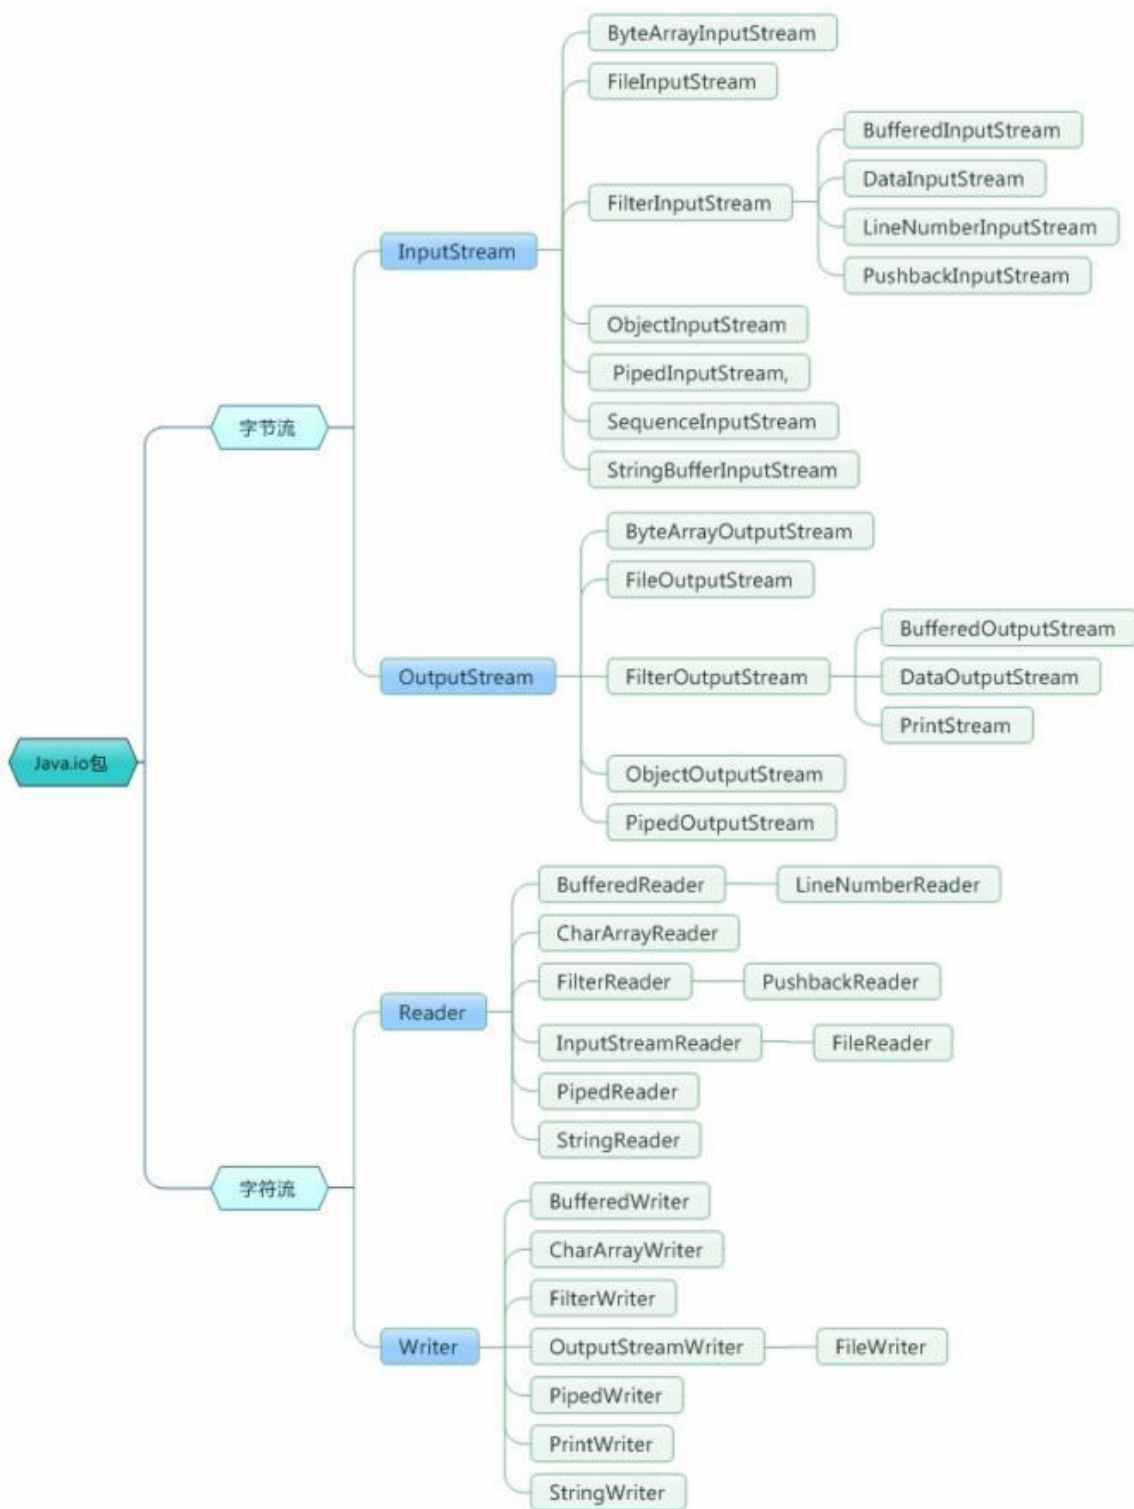 ByteArrayInputStream
FileInputStream
BufferedInputStream
DataInputStream
FilterInputStream
LineNumberInputStream
InputStream
PushbackInputStream
ObjectInputStream
PipedInputStream,
字节流
SequenceInputStream
StringBufferInputStream
ByteArrayOutputStream
FileOutputStream
BufferedOutputStream
OutputStream
FilterOutputStream
DataOutputStream
PrintStream
Java.io包
ObjectOutputStream
PipedOutputStream
BufferedReader
LineNumberReader
CharArrayReader
FilterReader
PushbackReader
Reader
InputStreamReader
FileReader
PipedReader
StringReader
字符流
BufferedWriter
CharArrayWriter
FilterWriter
Writer
OutputStreamWriter
FileWriter
PipedWriter
PrintWriter
StringWriter